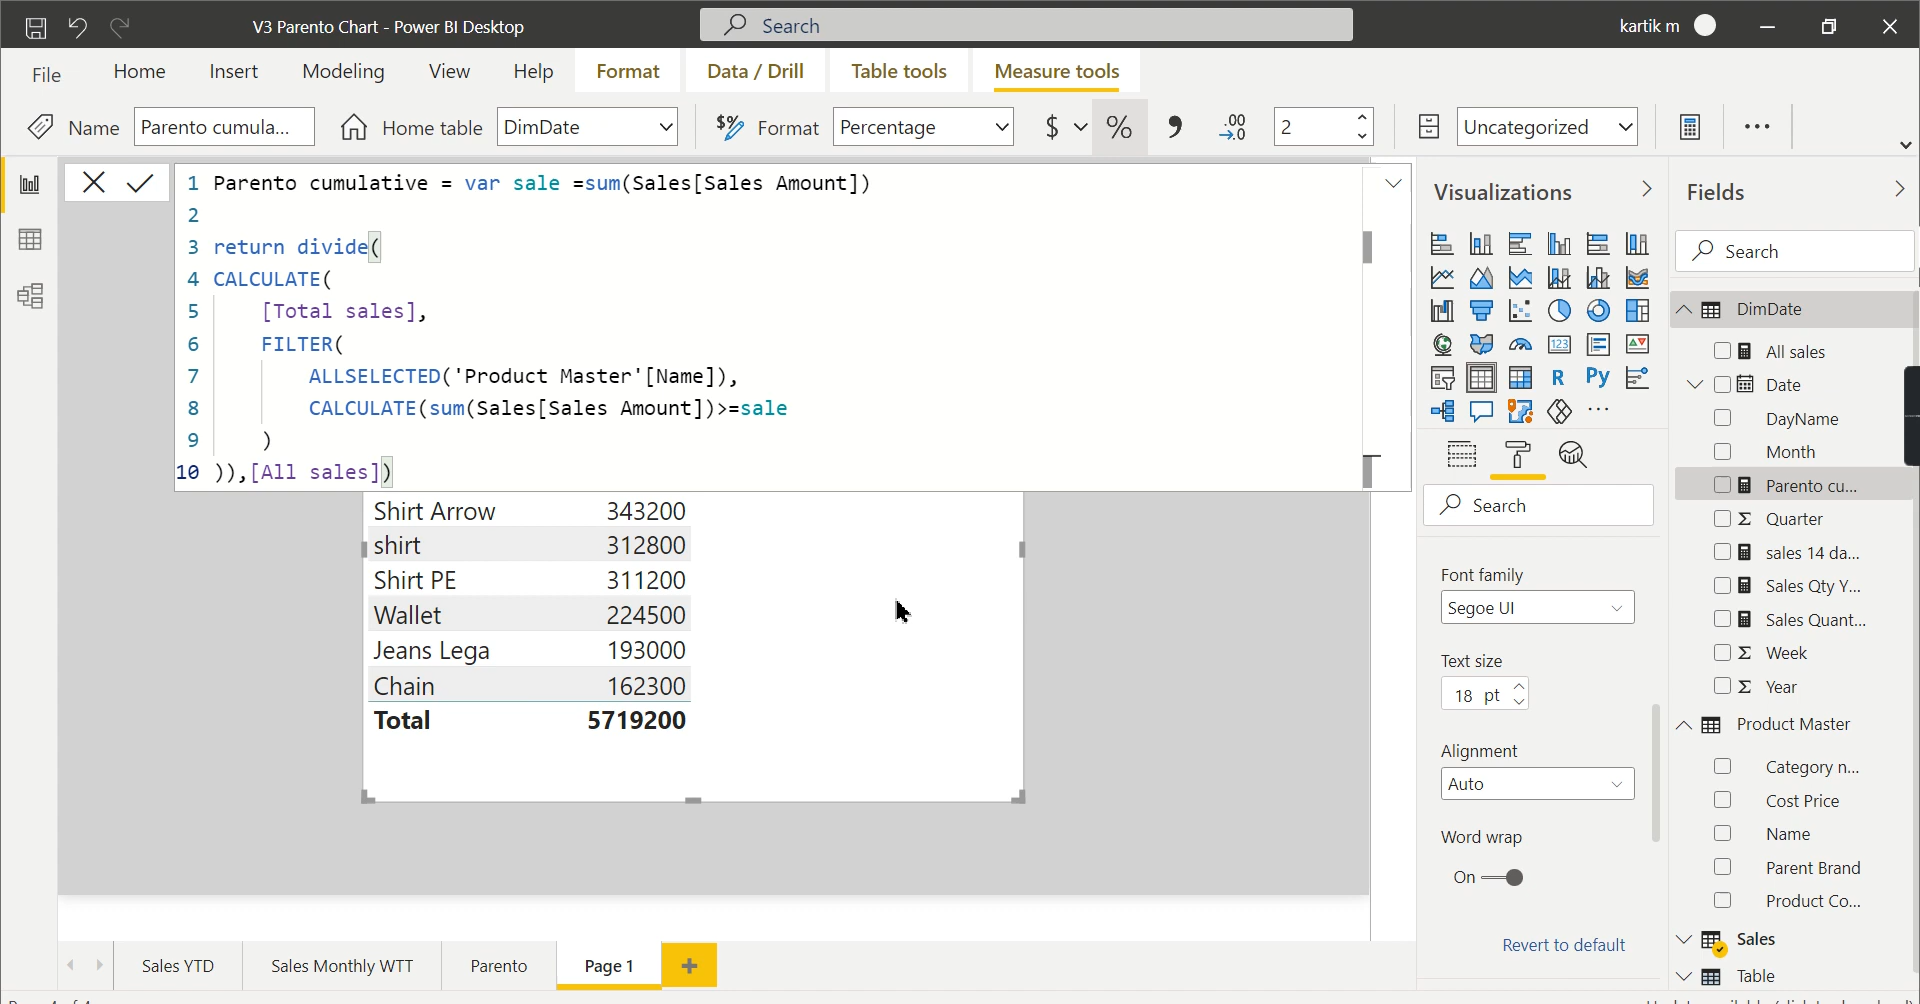 V3 Parento Chart - Power BI Desktop
Search
kartik m
File
Home
Insert
Modeling
View
Help
Format
Data / Drill
Table tools
Measure tools
Name
Parento cumula...
Home table
DimDate
$% Format
Percentage
$
%
.00
→.0
2
Uncategorized
...
1 Parento cumulative = var sale =sum(Sales[Sales Amount])
2
3 return divide(
4 CALCULATE(
5 [Total sales],
6 FILTER(
7 ALLSELECTED('Product Master'[Name]),
8 CALCULATE(sum(Sales[Sales Amount])>=sale
9 )
10 )),[All sales])
Shirt Arrow 343200
shirt 312800
Shirt PE 311200
Wallet 224500
Jeans Lega 193000
Chain 162300
Total 5719200
Visualizations
123
R
Py
...
Search
Font family
Segoe UI
Text size
18 pt
Alignment
Auto
Word wrap
On
Revert to default
Fields
Search
DimDate
All sales
Date
DayName
Month
Parento cu...
Σ Quarter
sales 14 da...
Sales Qty Y...
Sales Quant...
Σ Week
Σ Year
Product Master
Category n...
Cost Price
Name
Parent Brand
Product Co...
Sales
Table
Sales YTD
Sales Monthly WTT
Parento
Page 1
+